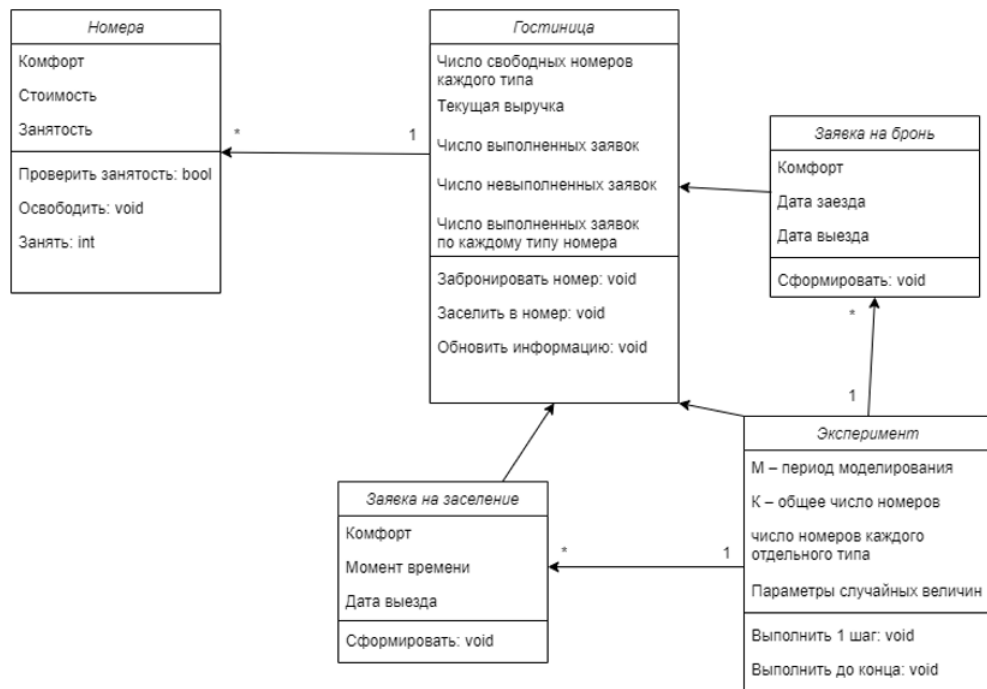 Номера
Комфорт
Стоимость
Занятость
Проверить занятость: bool
Освободить: void
Занять: int
*
1
Гостиница
Число свободных номеров
каждого типа
Текущая выручка
Число выполненных заявок
Число невыполненных заявок
Число выполненных заявок
по каждому типу номера
Забронировать номер: void
Заселить в номер: void
Обновить информацию: void
Заявка на бронь
Комфорт
Дата заезда
Дата выезда
Сформировать: void
*
1
Заявка на заселение
Комфорт
Момент времени
Дата выезда
Сформировать: void
*
1
Эксперимент
М – период моделирования
К – общее число номеров
число номеров каждого
отдельного типа
Параметры случайных величин
Выполнить 1 шаг: void
Выполнить до конца: void